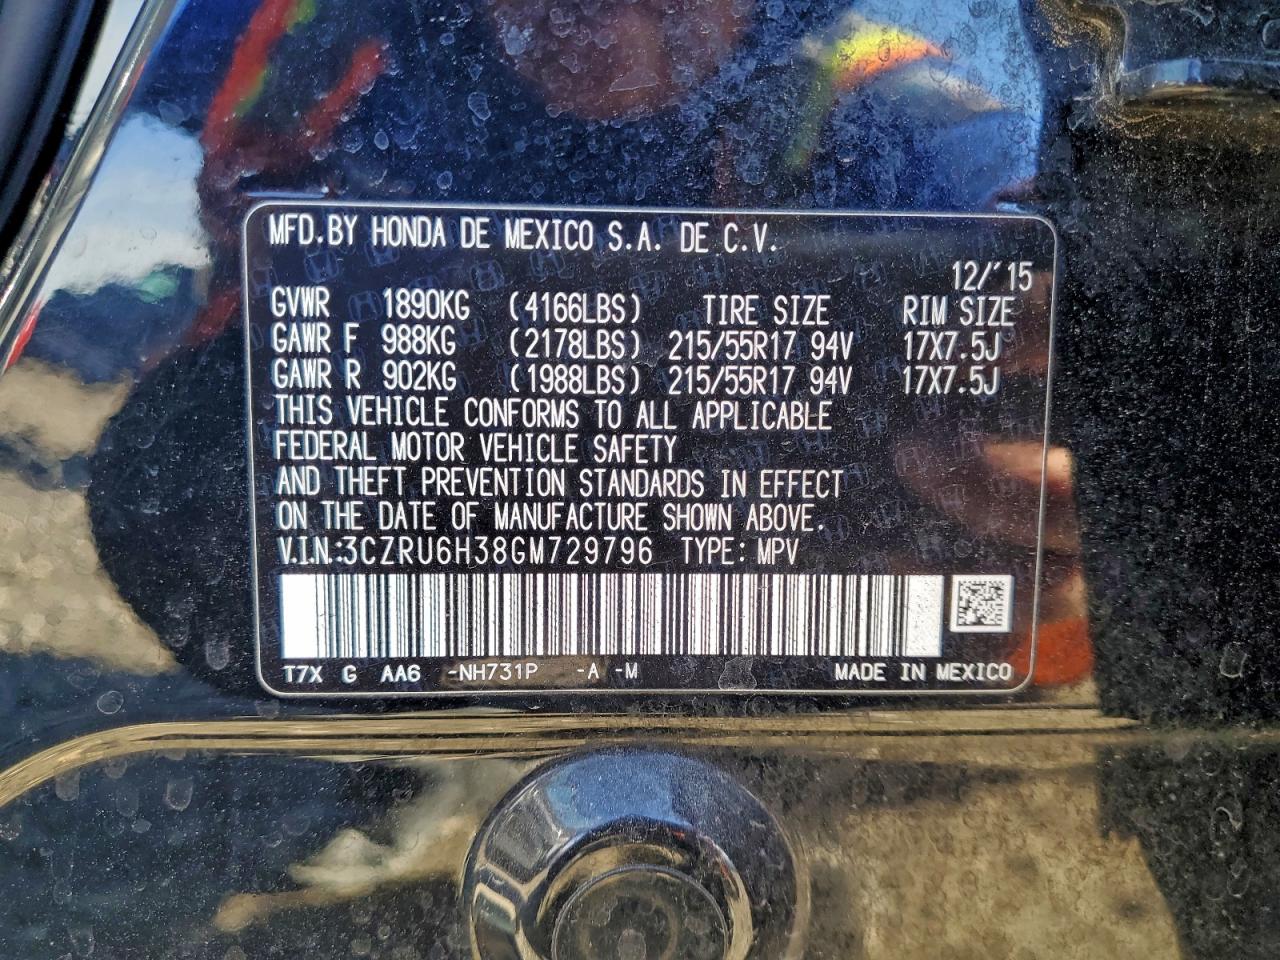 MFD.BY HONDA DE MEXICO S.A. DE C.V.
12/'15
GVWR 1890KG (4166LBS) TIRE SIZE RIM SIZE
GAWR F 988KG (2178LBS) 215/55R17 94V 17X7.5J
GAWR R 902KG (1988LBS) 215/55R17 94V 17X7.5J
THIS VEHICLE CONFORMS TO ALL APPLICABLE
FEDERAL MOTOR VEHICLE SAFETY
AND THEFT PREVENTION STANDARDS IN EFFECT
ON THE DATE OF MANUFACTURE SHOWN ABOVE.
V.I.N.:3CZRU6H38GM729796 TYPE: MPV
T7X G AA6 -NH731P -A -M MADE IN MEXICO